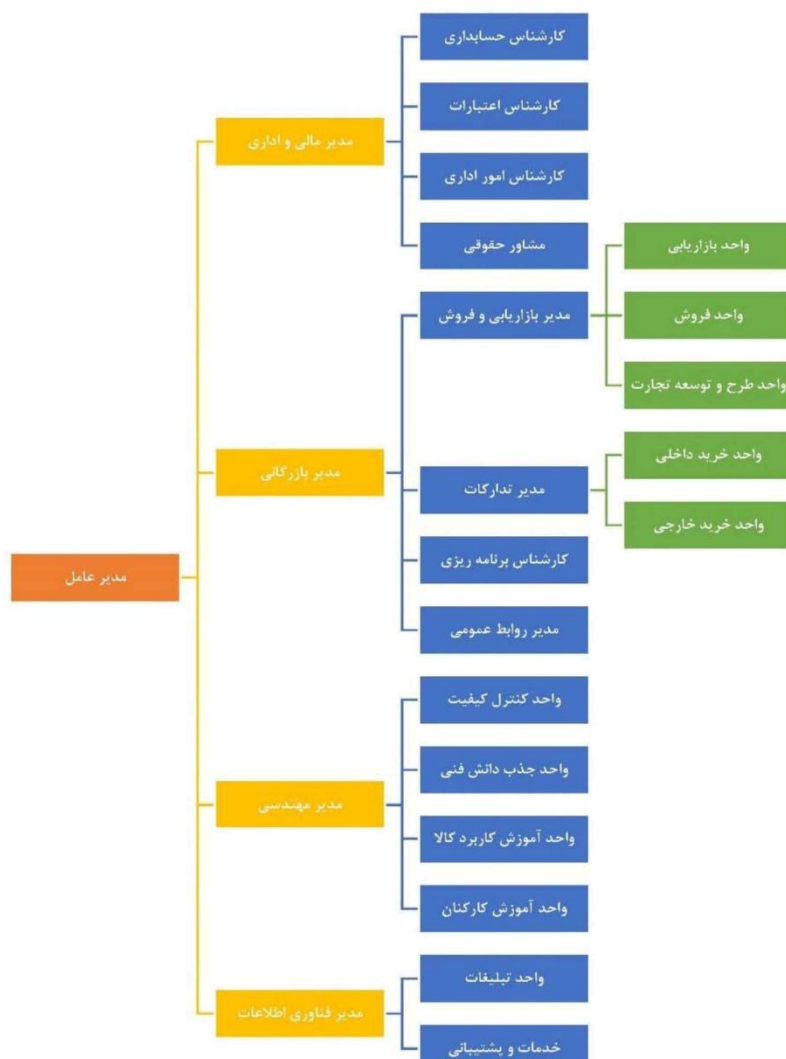 مدیر عامل
مدیر مالی و اداری
کارشناس حسابداری
کارشناس اعتبارات
کارشناس امور اداری
مشاور حقوقی
مدیر بازرگانی
مدیر بازاریابی و فروش
واحد بازاریابی
واحد فروش
واحد طرح و توسعه تجارت
مدیر تدارکات
واحد خرید داخلی
واحد خرید خارجی
کارشناس برنامه ریزی
مدیر روابط عمومی
مدیر مهندسی
واحد کنترل کیفیت
واحد جذب دانش فنی
واحد آموزش کاربرد کالا
واحد آموزش کارکنان
مدیر فناوری اطلاعات
واحد تبلیغات
خدمات و پشتیبانی